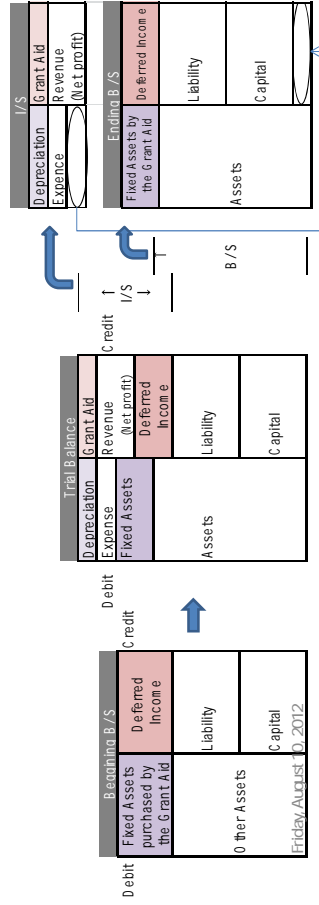 Beggining B/S
Debit
Credit
Fixed Assets
purchased by
the Grant Aid
Deferred
Income
Other Assets
Liability
Capital
Friday, August 10, 2012
Trial Balance
Debit
Credit
Depreciation
Grant Aid
Expense
Revenue
(Net profit)
Fixed Assets
Deferred
Income
Assets
Liability
Capital
↑
I/S
↓
↑
B/S
I/S
Depreciation
Grant Aid
Expence
Revenue
(Net profit)
Ending B/S
Fixed Assets by
the Grant Aid
Deferred Income
Assets
Liability
Capital